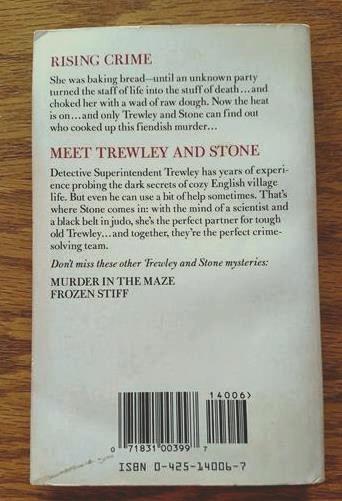 RISING CRIME
She was baking bread—until an unknown party
turned the staff of life into the stuff of death...and
choked her with a wad of raw dough. Now the heat
is on...and only Trewley and Stone can find out
who cooked up this fiendish murder...
MEET TREWLEY AND STONE
Detective Superintendent Trewley has years of experi-
ence probing the dark secrets of cozy English village
life. But even he can use a bit of help sometimes. That's
where Stone comes in: with the mind of a scientist and
a black belt in judo, she's the perfect partner for tough
old Trewley...and together, they're the perfect crime-
solving team.
Don't miss these other Trewley and Stone mysteries:
MURDER IN THE MAZE
FROZEN STIFF
14006>
0 71831 00399 7
ISBN 0-425-14006-7